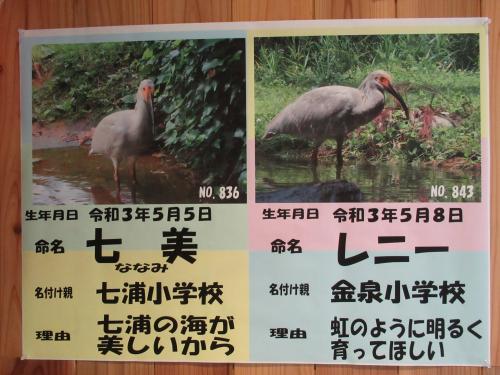 NO. 836
生年月日 令和3年5月5日
命名 七 美
ななみ
名付け親 七浦小学校
理由 七浦の海が
美しいから
NO. 843
生年月日 令和3年5月8日
命名 レニー
名付け親 金泉小学校
理由 虹のように明るく
育ってほしい